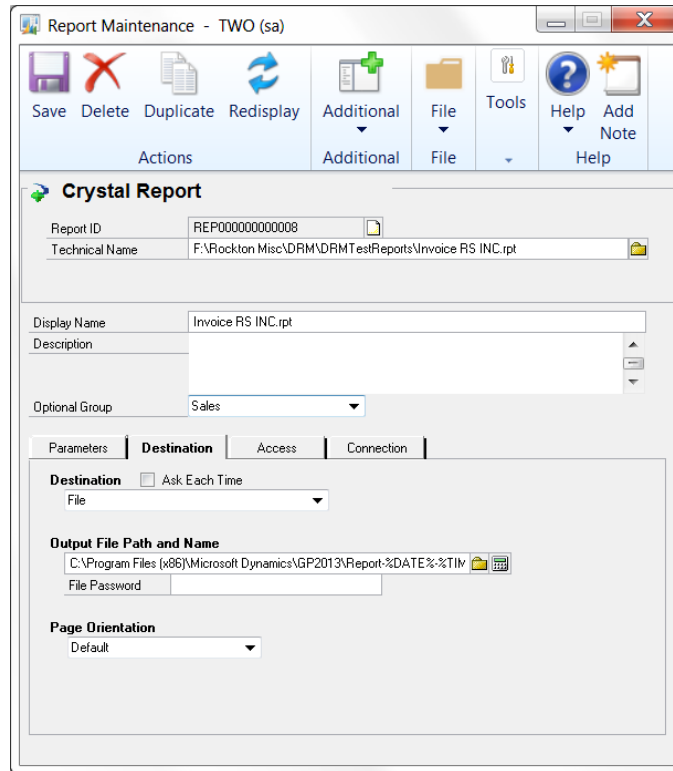 Report Maintenance - TWO (sa)
Save Delete Duplicate Redisplay Additional File Tools Help Add Note
Actions Additional File Help
Crystal Report
Report ID REP000000000008
Technical Name F:\Rockton Misc\DRM\DRMTestReports\Invoice RS INC.rpt
Display Name Invoice RS INC.rpt
Description
Optional Group Sales
Parameters Destination Access Connection
Destination Ask Each Time
File
Output File Path and Name
C:\Program Files (x86)\Microsoft Dynamics\GP2013\Report-%DATE%-%TIM
File Password
Page Orientation
Default